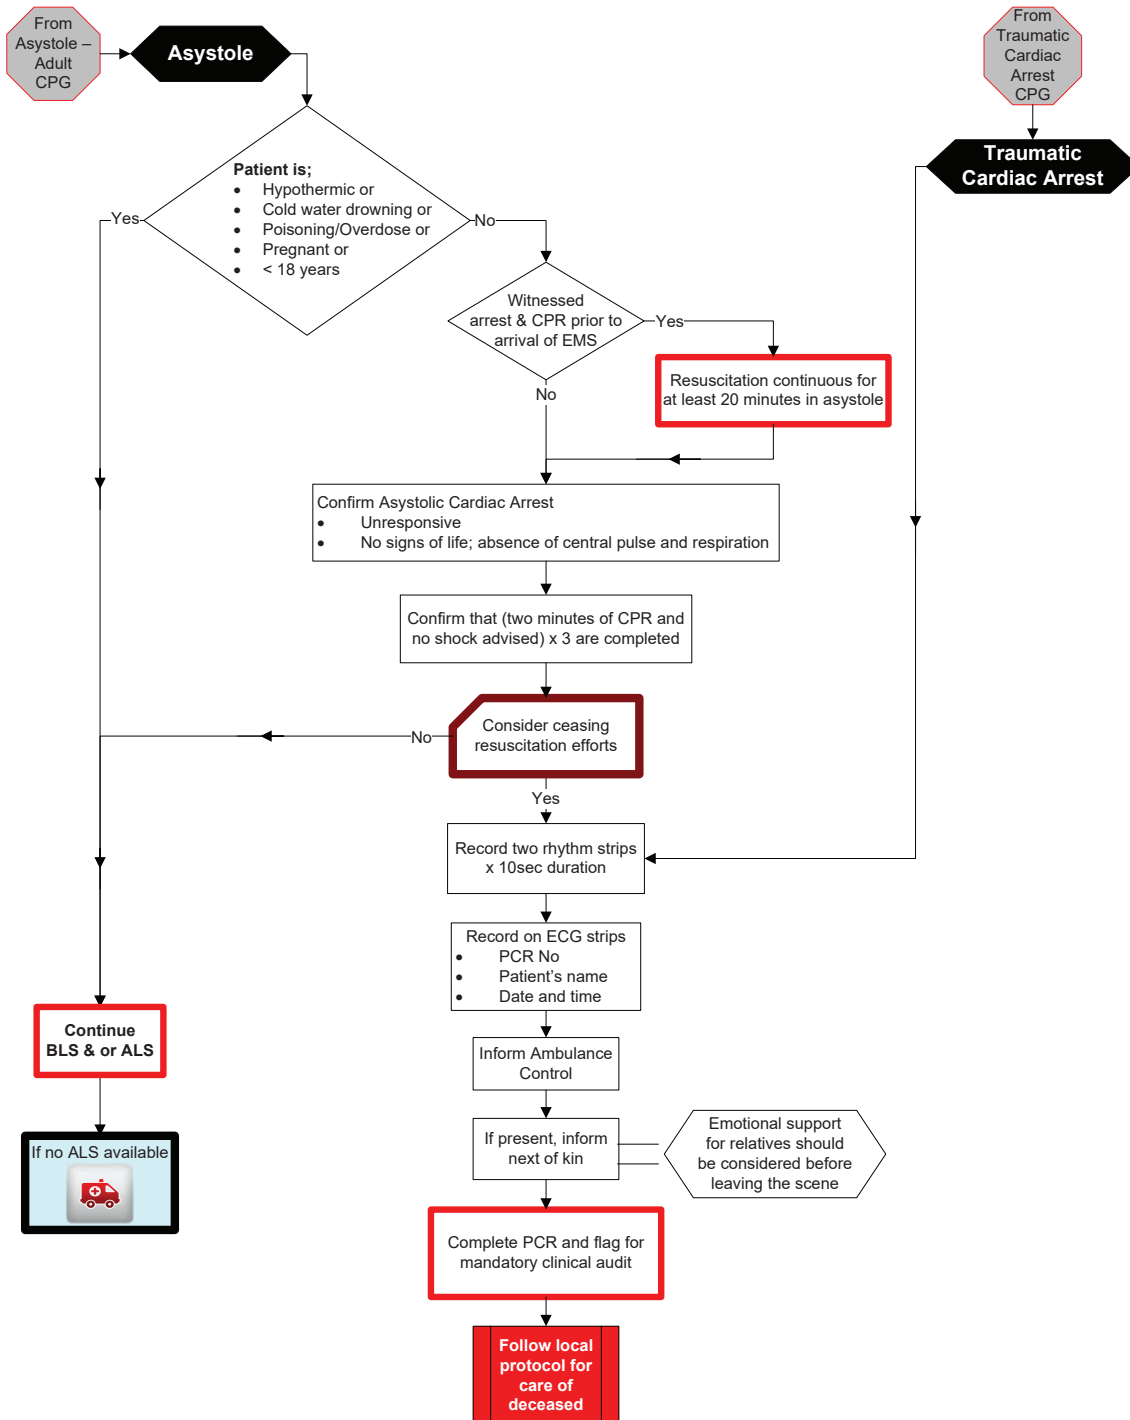 From
Asystole –
Adult
CPG
Asystole
From
Traumatic
Cardiac
Arrest
CPG
Traumatic
Cardiac Arrest
Patient is;
• Hypothermic or
• Cold water drowning or
• Poisoning/Overdose or
• Pregnant or
• < 18 years
Yes
No
Witnessed
arrest & CPR prior to
arrival of EMS
Yes
No
Resuscitation continuous for
at least 20 minutes in asystole
Confirm Asystolic Cardiac Arrest
• Unresponsive
• No signs of life; absence of central pulse and respiration
Confirm that (two minutes of CPR and
no shock advised) x 3 are completed
Consider ceasing
resuscitation efforts
No
Yes
Record two rhythm strips
x 10sec duration
Record on ECG strips
• PCR No
• Patient’s name
• Date and time
Continue
BLS & or ALS
Inform Ambulance
Control
If no ALS available
If present, inform
next of kin
Emotional support
for relatives should
be considered before
leaving the scene
Complete PCR and flag for
mandatory clinical audit
Follow local
protocol for
care of
deceased